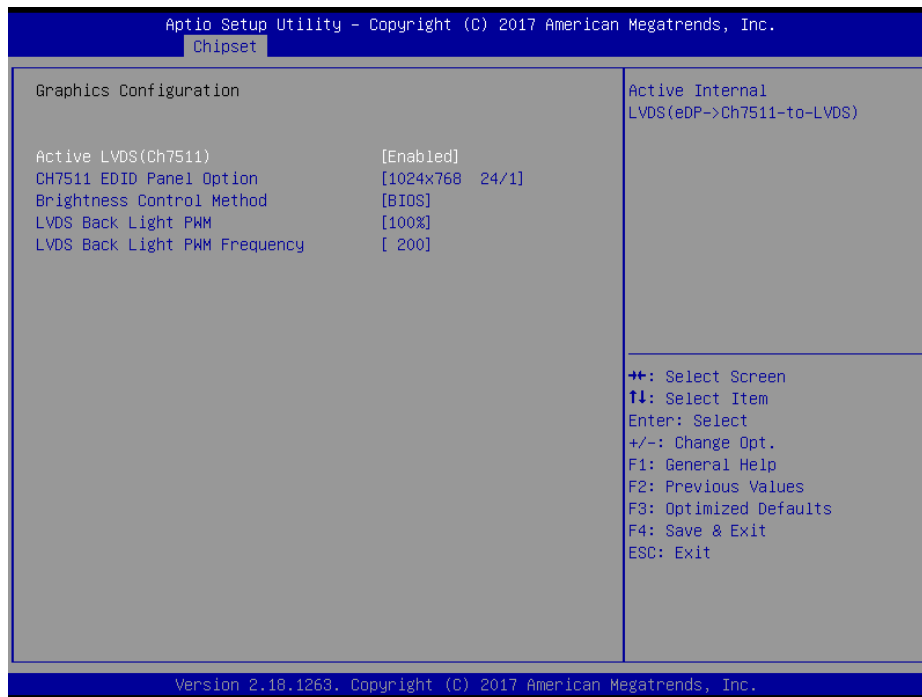 Aptio Setup Utility – Copyright (C) 2017 American Megatrends, Inc.
Chipset
Graphics Configuration
Active LVDS(Ch7511) [Enabled]
CH7511 EDID Panel Option [1024x768 24/1]
Brightness Control Method [BIOS]
LVDS Back Light PWM [100%]
LVDS Back Light PWM Frequency [ 200]
Active Internal
LVDS(eDP->Ch7511-to-LVDS)
→←: Select Screen
↑↓: Select Item
Enter: Select
+/-: Change Opt.
F1: General Help
F2: Previous Values
F3: Optimized Defaults
F4: Save & Exit
ESC: Exit
Version 2.18.1263. Copyright (C) 2017 American Megatrends, Inc.